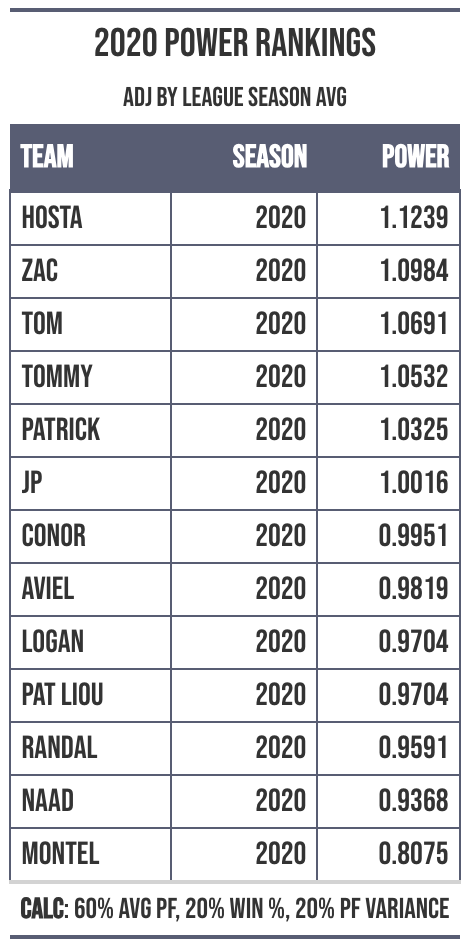 2020 POWER RANKINGS
ADJ BY LEAGUE SEASON AVG
TEAM SEASON POWER
HOSTA 2020 1.1239
ZAC 2020 1.0984
TOM 2020 1.0691
TOMMY 2020 1.0532
PATRICK 2020 1.0325
JP 2020 1.0016
CONOR 2020 0.9951
AVIEL 2020 0.9819
LOGAN 2020 0.9704
PAT LIOU 2020 0.9704
RANDAL 2020 0.9591
NAAD 2020 0.9368
MONTEL 2020 0.8075
CALC: 60% AVG PF, 20% WIN %, 20% PF VARIANCE